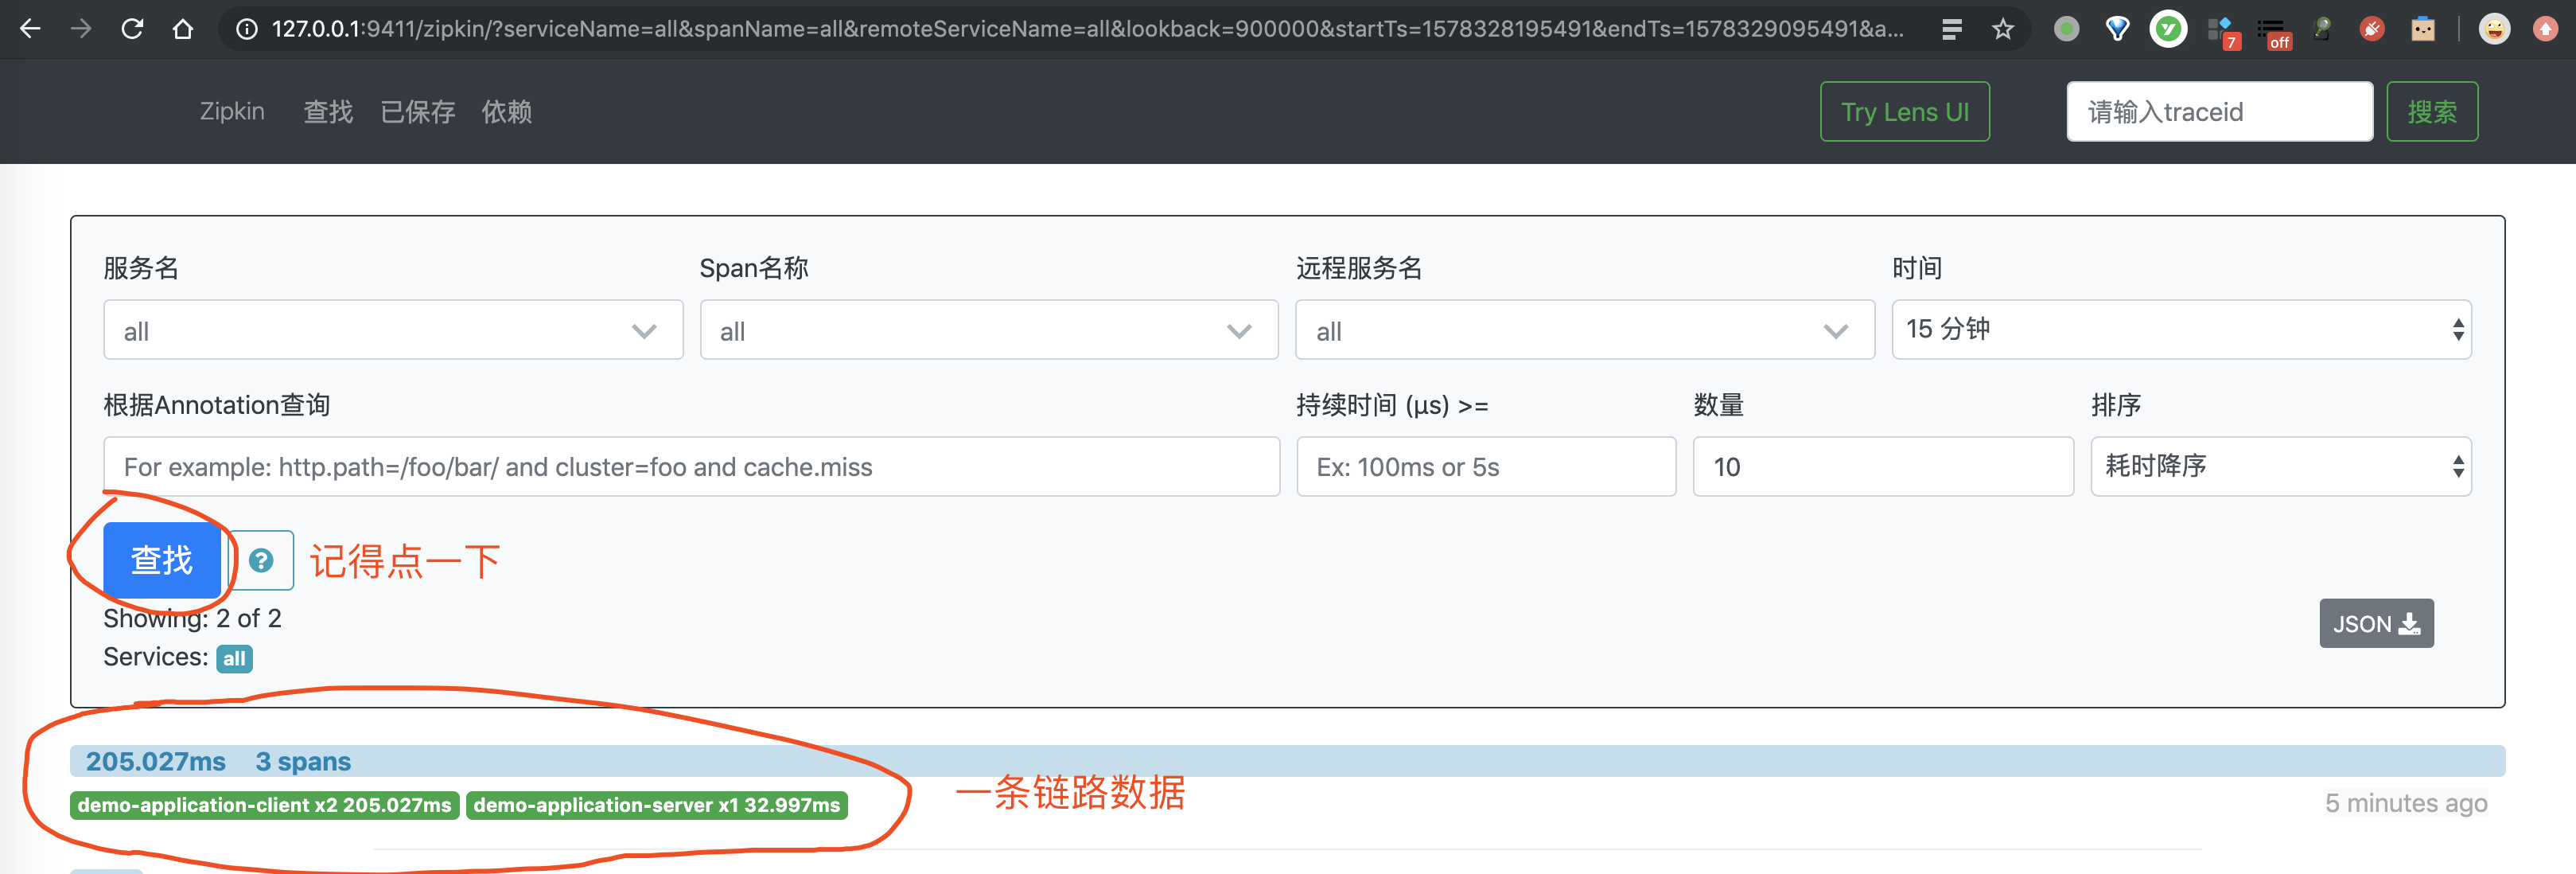 127.0.0.1:9411/zipkin/?serviceName=all&spanName=all&remoteServiceName=all&lookback=900000&startTs=1578328195491&endTs=1578329095491&a...
7
off
Zipkin 查找 已保存 依赖
Try Lens UI
请输入traceid
搜索
服务名 Span名称 远程服务名 时间
all all all 15 分钟
根据Annotation查询 持续时间 (μs) >= 数量 排序
For example: http.path=/foo/bar/ and cluster=foo and cache.miss Ex: 100ms or 5s 10 耗时降序
查找 ? 记得点一下
Showing: 2 of 2
JSON
Services: all
205.027ms 3 spans
一条链路数据
demo-application-client x2 205.027ms demo-application-server x1 32.997ms 5 minutes ago